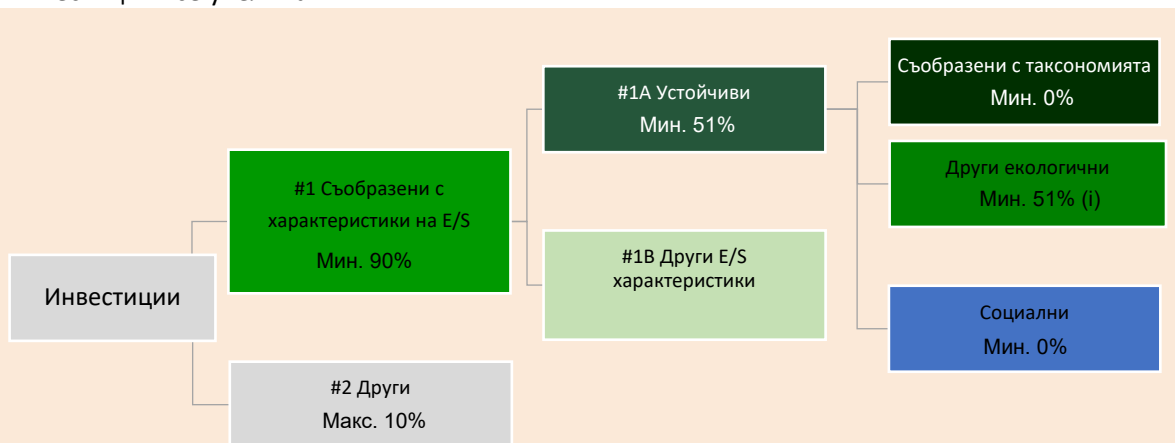 Инвестиции
#1 Съобразени с
характеристики на E/S
Мин. 90%
#2 Други
Макс. 10%
#1A Устойчиви
Мин. 51%
#1B Други E/S
характеристики
Съобразени с таксономията
Мин. 0%
Други екологични
Мин. 51% (i)
Социални
Мин. 0%